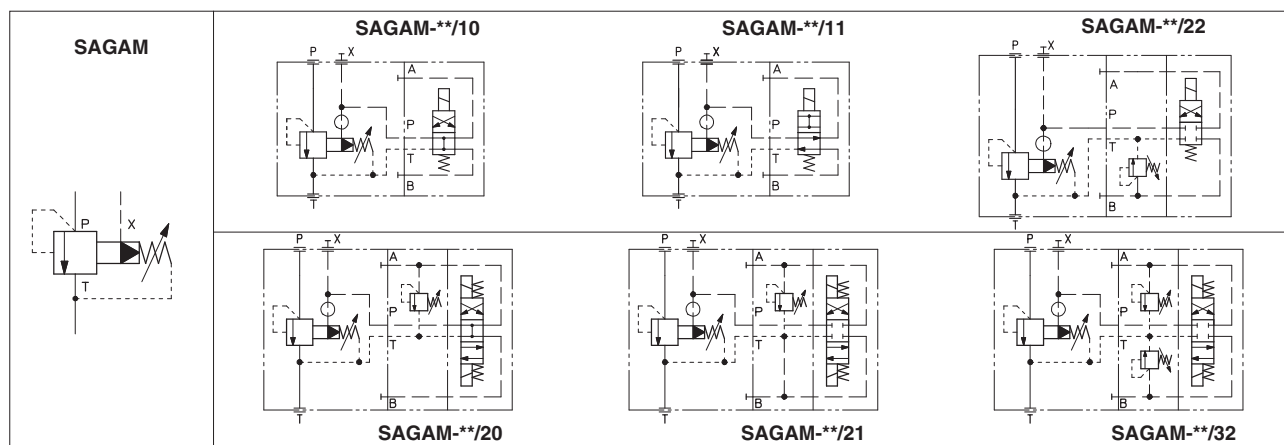 SAGAM
P
X
T
SAGAM-**/10
P
X
A
P
T
B
T
SAGAM-**/11
P
X
A
P
T
B
T
SAGAM-**/22
P
X
A
P
T
B
T
P
X
A
P
T
B
T
SAGAM-**/20
P
X
A
P
T
B
T
SAGAM-**/21
P
X
A
P
T
B
T
SAGAM-**/32